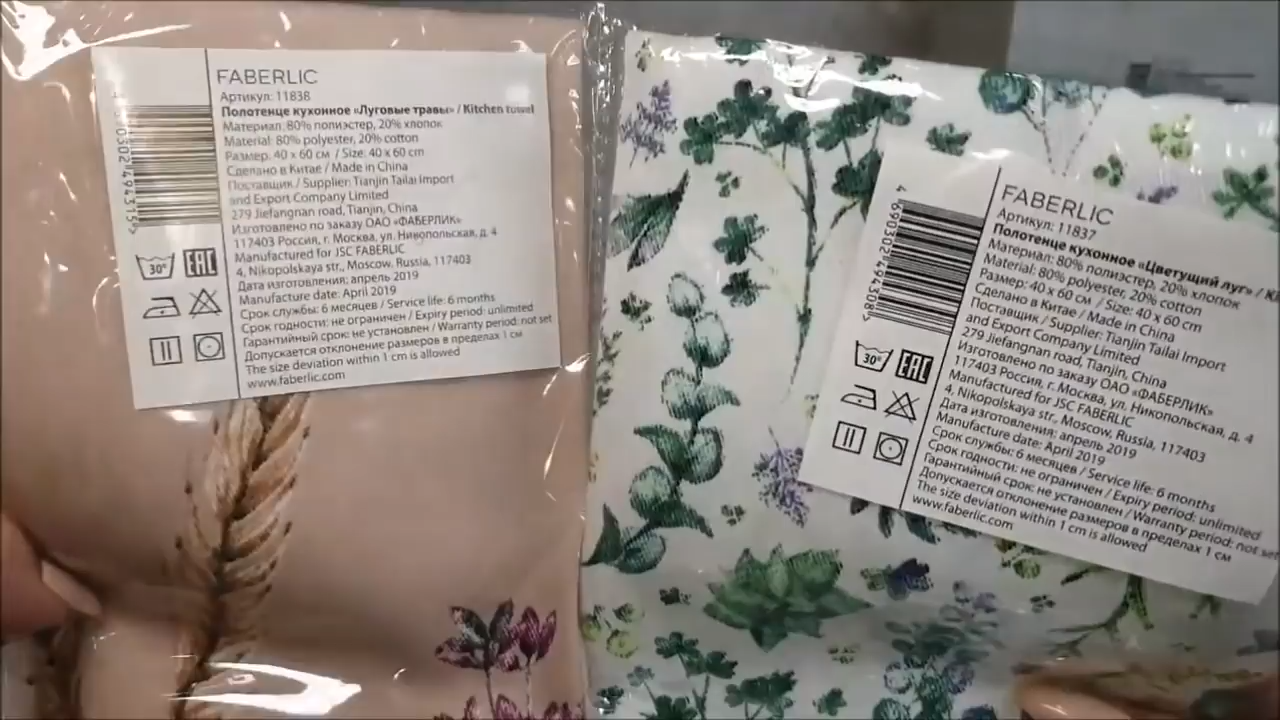 FABERLIC
Артикул: 11838
Полотенце кухонное «Луговые травы» / Kitchen towel
Материал: 80% полиэстер, 20% хлопок
Material: 80% polyester, 20% cotton
Размер: 40 x 60 см / Size: 40 x 60 cm
Сделано в Китае / Made in China
Поставщик / Supplier: Tianjin Tailai Import
and Export Company Limited
279 Jiefangnan road, Tianjin, China
Изготовлено по заказу ОАО «ФАБЕРЛИК»
117403 Россия, г. Москва, ул. Никопольская, д. 4
Manufactured for JSC FABERLIC
4, Nikopolskaya str., Moscow, Russia, 117403
Дата изготовления: апрель 2019
Manufacture date: April 2019
Срок службы: 6 месяцев / Service life: 6 months
Срок годности: не ограничен / Expiry period: unlimited
Гарантийный срок: не установлен / Warranty period: not set
Допускается отклонение размеров в пределах 1 см
The size deviation within 1 cm is allowed
www.faberlic.com
30°
EAC
FABERLIC
Артикул: 11837
Полотенце кухонное «Цветущий луг» /
Материал: 80% полиэстер, 20% хлопок
Material: 80% polyester, 20% cotton
Размер: 40 x 60 см / Size: 40 x 60 cm
Сделано в Китае / Made in China
Поставщик / Supplier: Tianjin Tailai Import
and Export Company Limited
279 Jiefangnan road, Tianjin, China
Изготовлено по заказу ОАО «ФАБЕРЛИК»
117403 Россия, г. Москва, ул. Никопольская, д. 4
Manufactured for JSC FABERLIC
4, Nikopolskaya str., Moscow, Russia, 117403
Дата изготовления: апрель 2019
Manufacture date: April 2019
Срок службы: 6 месяцев / Service life: 6 months
Срок годности: не ограничен / Expiry period: unlimited
Гарантийный срок: не установлен / Warranty period: not set
Допускается отклонение размеров в пределах 1 см
The size deviation within 1 cm is allowed
www.faberlic.com
4690302494308
30°
EAC